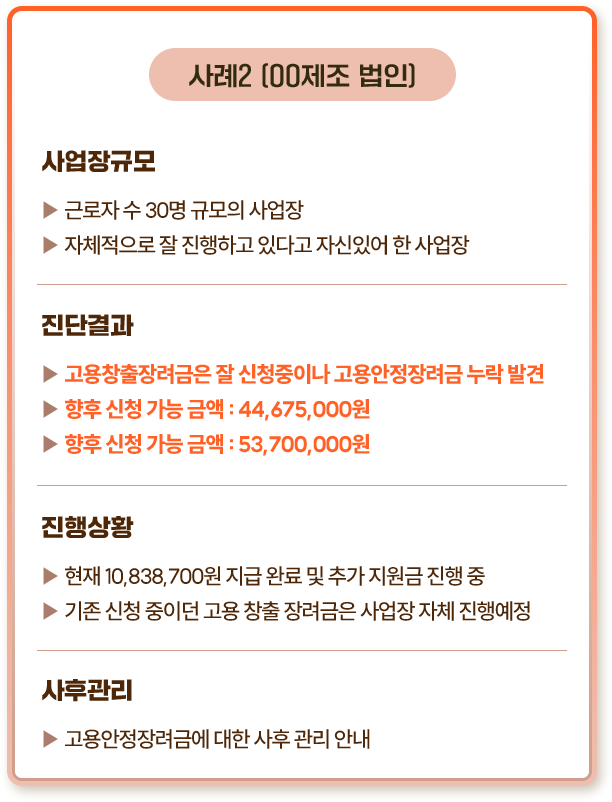 사례2 (00제조 법인)
사업장규모
▶ 근로자 수 30명 규모의 사업장
▶ 자체적으로 잘 진행하고 있다고 자신있어 한 사업장
진단결과
▶ 고용창출장려금은 잘 신청중이나 고용안정장려금 누락 발견
▶ 향후 신청 가능 금액 : 44,675,000원
▶ 향후 신청 가능 금액 : 53,700,000원
진행상황
▶ 현재 10,838,700원 지급 완료 및 추가 지원금 진행 중
▶ 기존 신청 중이던 고용 창출 장려금은 사업장 자체 진행예정
사후관리
▶ 고용안정장려금에 대한 사후 관리 안내